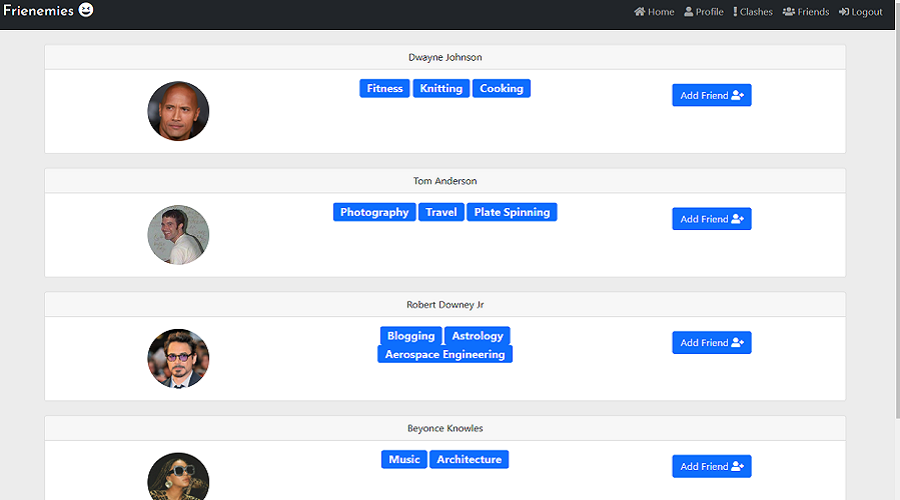 Frienemies Home Profile Clashes Friends Logout
Dwayne Johnson
Fitness Knitting Cooking Add Friend
Tom Anderson
Photography Travel Plate Spinning Add Friend
Robert Downey Jr
Blogging Astrology Add Friend
Aerospace Engineering
Beyonce Knowles
Music Architecture Add Friend